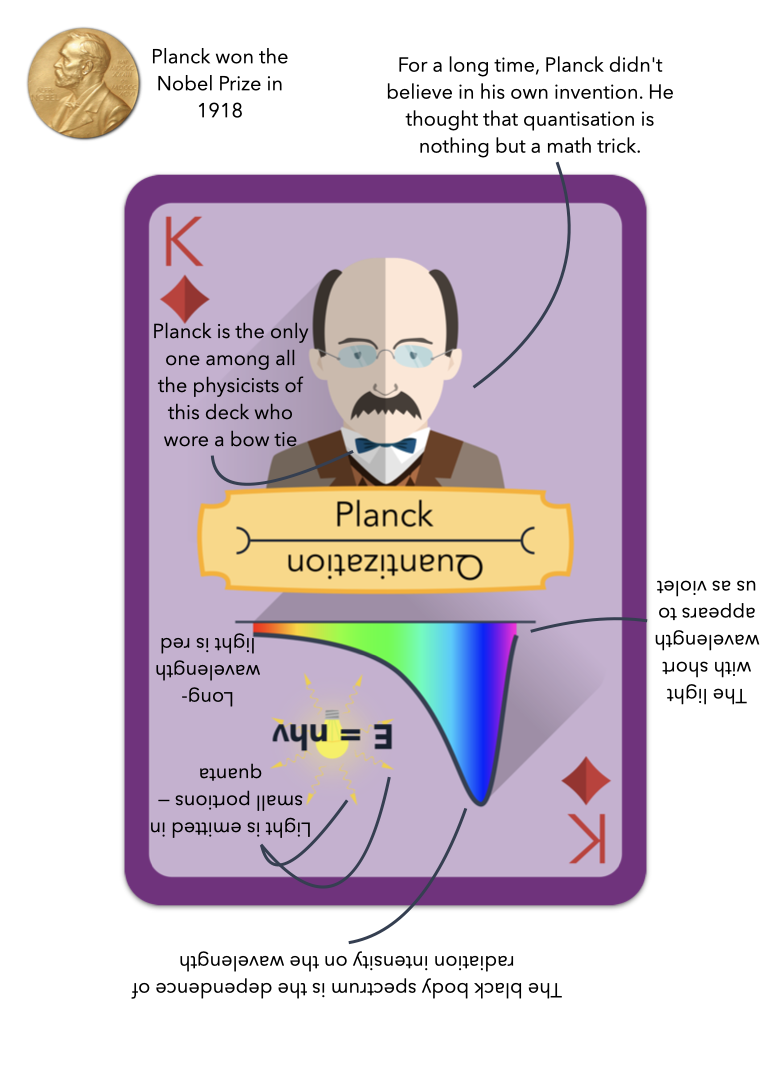 Planck won the
Nobel Prize in
1918
For a long time, Planck didn't
believe in his own invention. He
thought that quantisation is
nothing but a math trick.
K
Planck is the only
one among all
the physicists of
this deck who
wore a bow tie
Planck
Quantization
The light
with short
wavelength
appears to
us as violet
Long-
wavelength
light is red
E = nhν
Light is emitted in
small portions –
quanta
K
The black body spectrum is the dependence of
radiation intensity on the wavelength